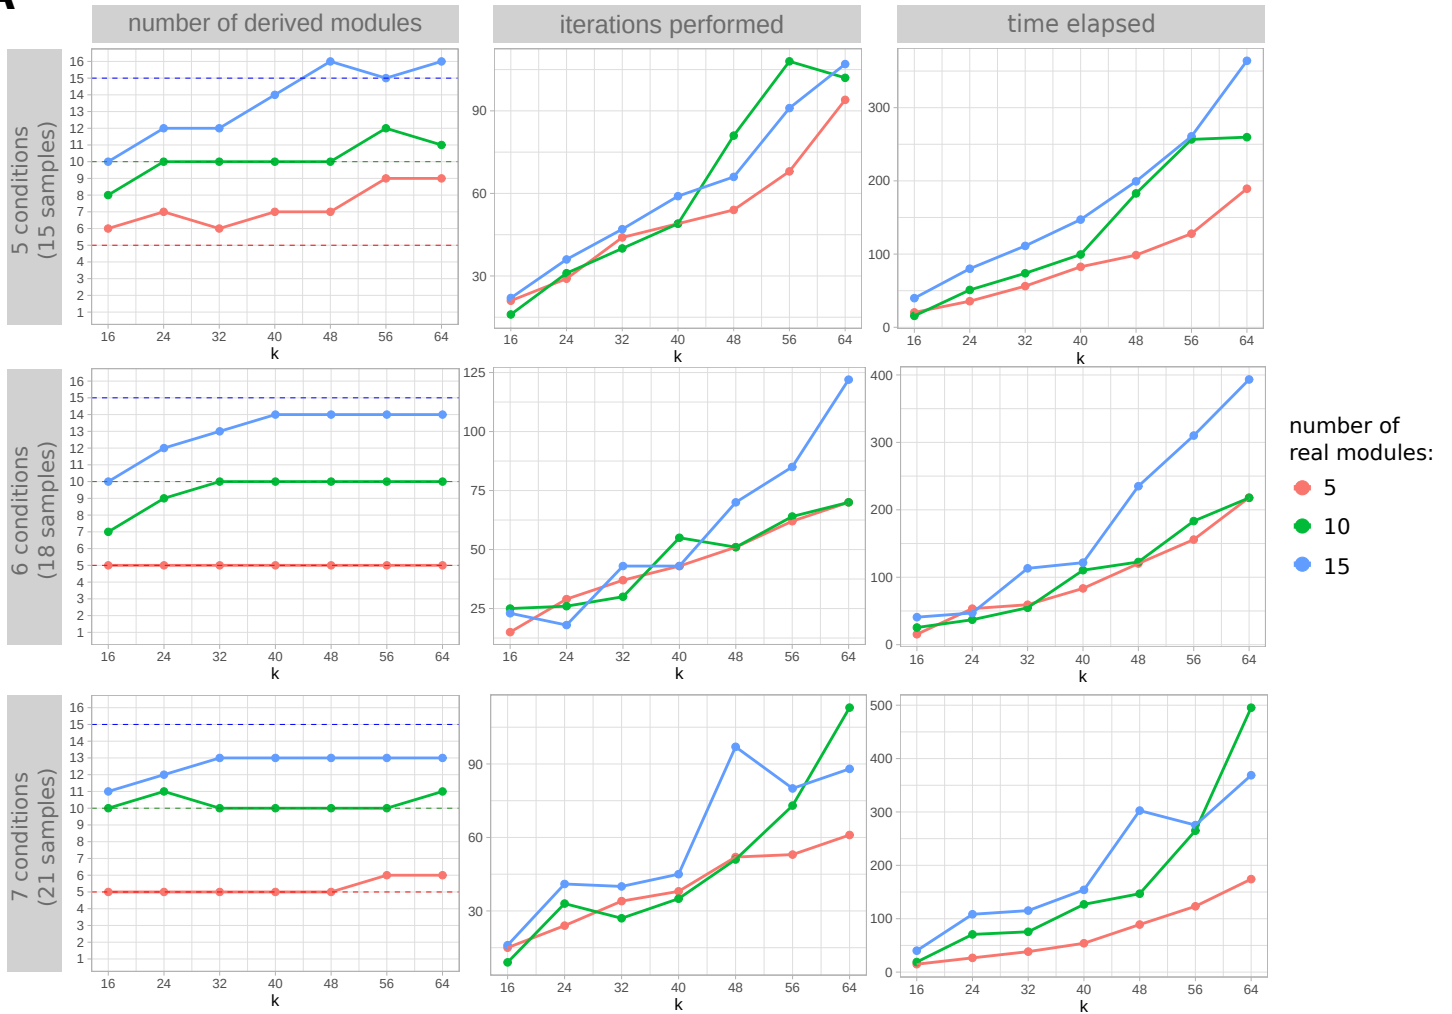 number of derived modules
iterations performed
time elapsed
5 conditions
(15 samples)
16
15
14
13
12
11
10
9
8
7
6
5
4
3
2
1
16 24 32 40 48 56 64
k
90
60
30
16 24 32 40 48 56 64
k
300
200
100
0
16 24 32 40 48 56 64
k
6 conditions
(18 samples)
16
15
14
13
12
11
10
9
8
7
6
5
4
3
2
1
16 24 32 40 48 56 64
k
125
100
75
50
25
16 24 32 40 48 56 64
k
400
300
200
100
0
16 24 32 40 48 56 64
k
7 conditions
(21 samples)
16
15
14
13
12
11
10
9
8
7
6
5
4
3
2
1
16 24 32 40 48 56 64
k
90
60
30
16 24 32 40 48 56 64
k
500
400
300
200
100
0
16 24 32 40 48 56 64
k
number of
real modules:
5
10
15